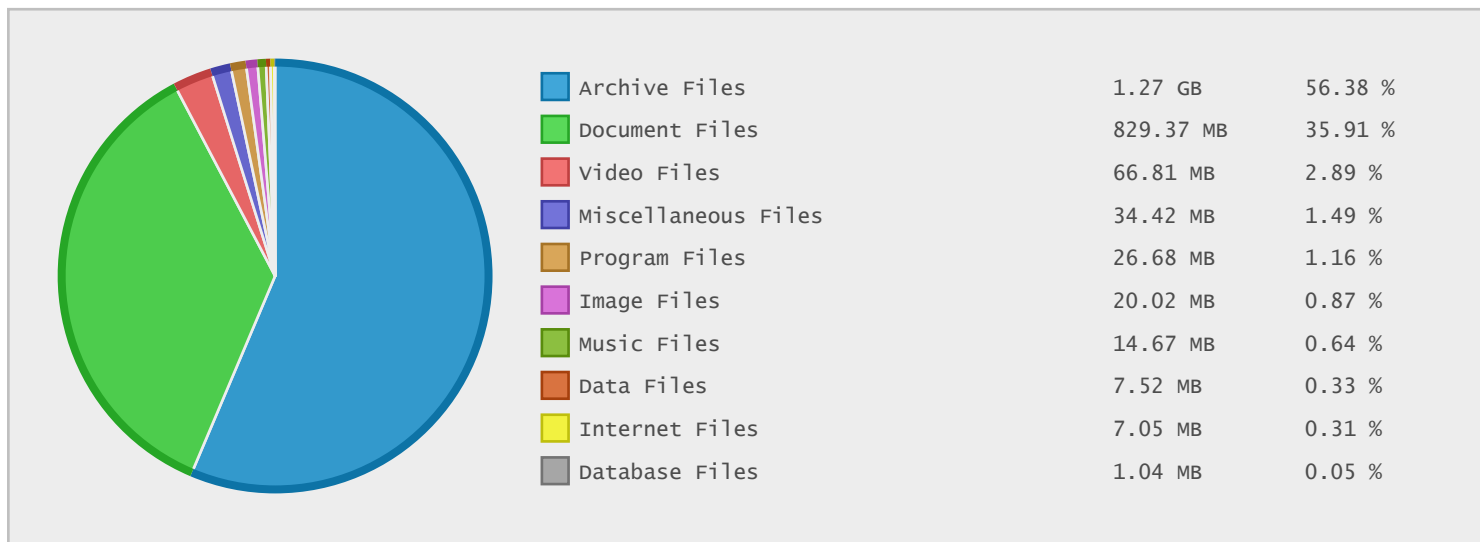 Archive Files 1.27 GB 56.38 %
Document Files 829.37 MB 35.91 %
Video Files 66.81 MB 2.89 %
Miscellaneous Files 34.42 MB 1.49 %
Program Files 26.68 MB 1.16 %
Image Files 20.02 MB 0.87 %
Music Files 14.67 MB 0.64 %
Data Files 7.52 MB 0.33 %
Internet Files 7.05 MB 0.31 %
Database Files 1.04 MB 0.05 %